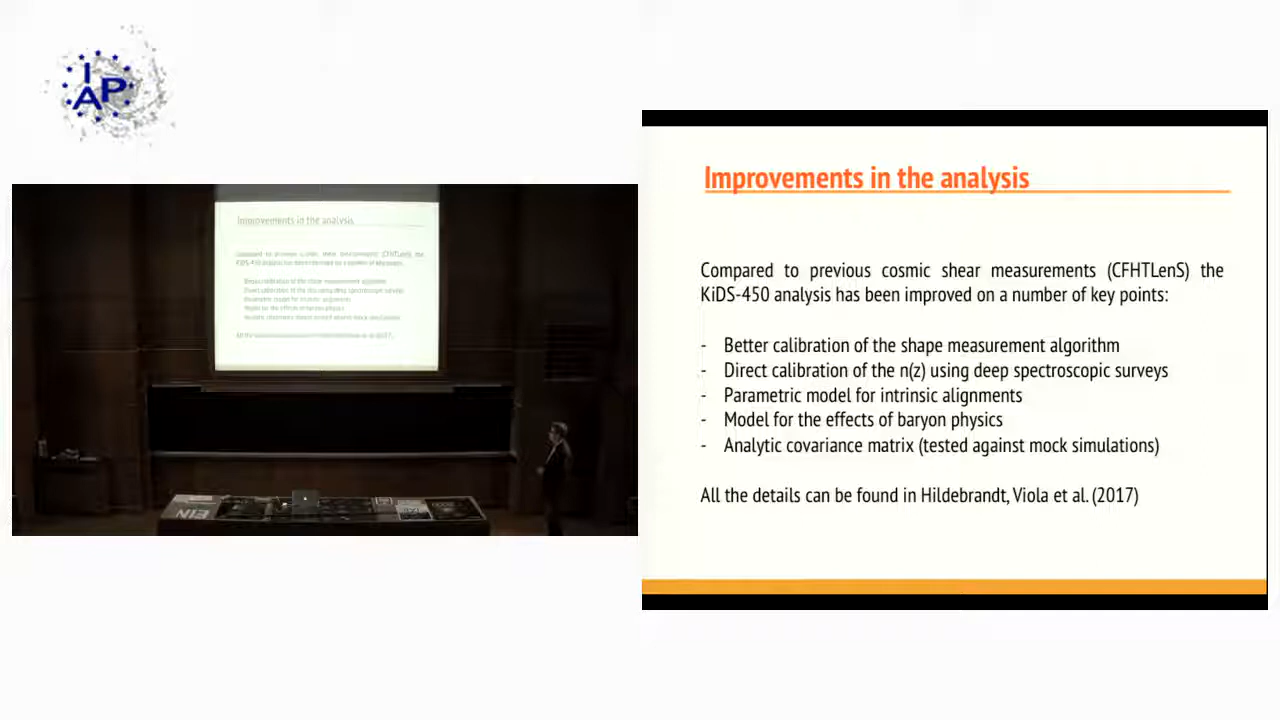 IAP
Improvements in the analysis
Compared to previous cosmic shear measurements (CFHTLenS) the
KiDS-450 analysis has been improved on a number of key points:
- Better calibration of the shape measurement algorithm
- Direct calibration of the n(z) using deep spectroscopic surveys
- Parametric model for intrinsic alignments
- Model for the effects of baryon physics
- Analytic covariance matrix (tested against mock simulations)
All the details can be found in Hildebrandt, Viola et al. (2017)
Improvements in the analysis